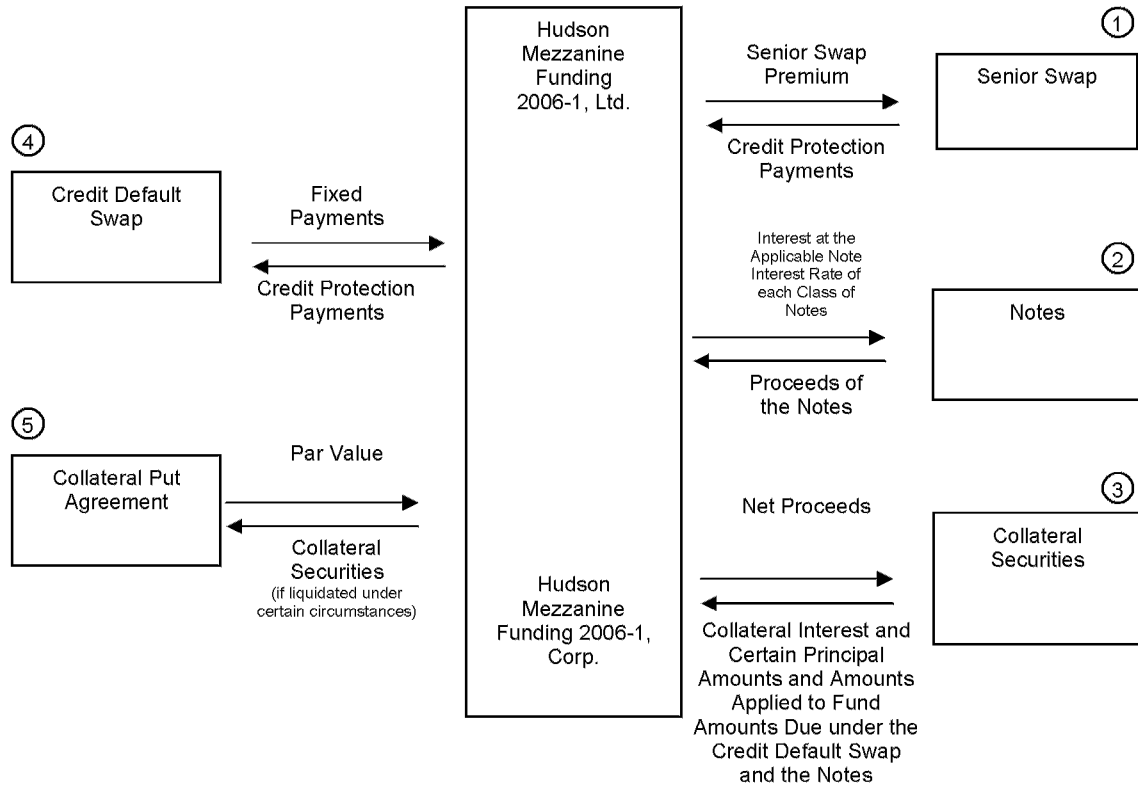 4
Credit Default
Swap
Fixed
Payments
Credit Protection
Payments
5
Collateral Put
Agreement
Par Value
Collateral
Securities
(if liquidated under
certain circumstances)
Hudson
Mezzanine
Funding
2006-1, Ltd.
Hudson
Mezzanine
Funding 2006-1,
Corp.
1
Senior Swap
Premium
Credit Protection
Payments
Senior Swap
2
Interest at the
Applicable Note
Interest Rate of
each Class of
Notes
Proceeds of
the Notes
Notes
3
Net Proceeds
Collateral Interest and
Certain Principal
Amounts and Amounts
Applied to Fund
Amounts Due under the
Credit Default Swap
and the Notes
Collateral
Securities